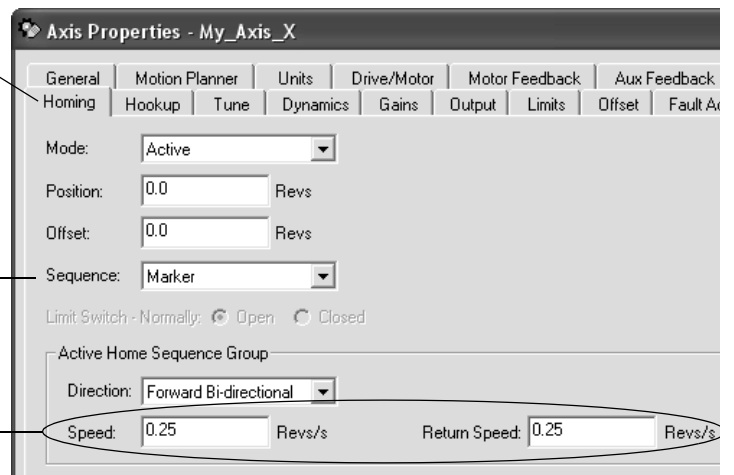 Axis Properties - My_Axis_X
General Motion Planner Units Drive/Motor Motor Feedback Aux Feedback
Homing Hookup Tune Dynamics Gains Output Limits Offset Fault Ac
Mode: Active
Position: 0.0 Revs
Offset: 0.0 Revs
Sequence: Marker
Limit Switch - Normally: Open Closed
Active Home Sequence Group
Direction: Forward Bi-directional
Speed: 0.25 Revs/s Return Speed: 0.25 Revs/s